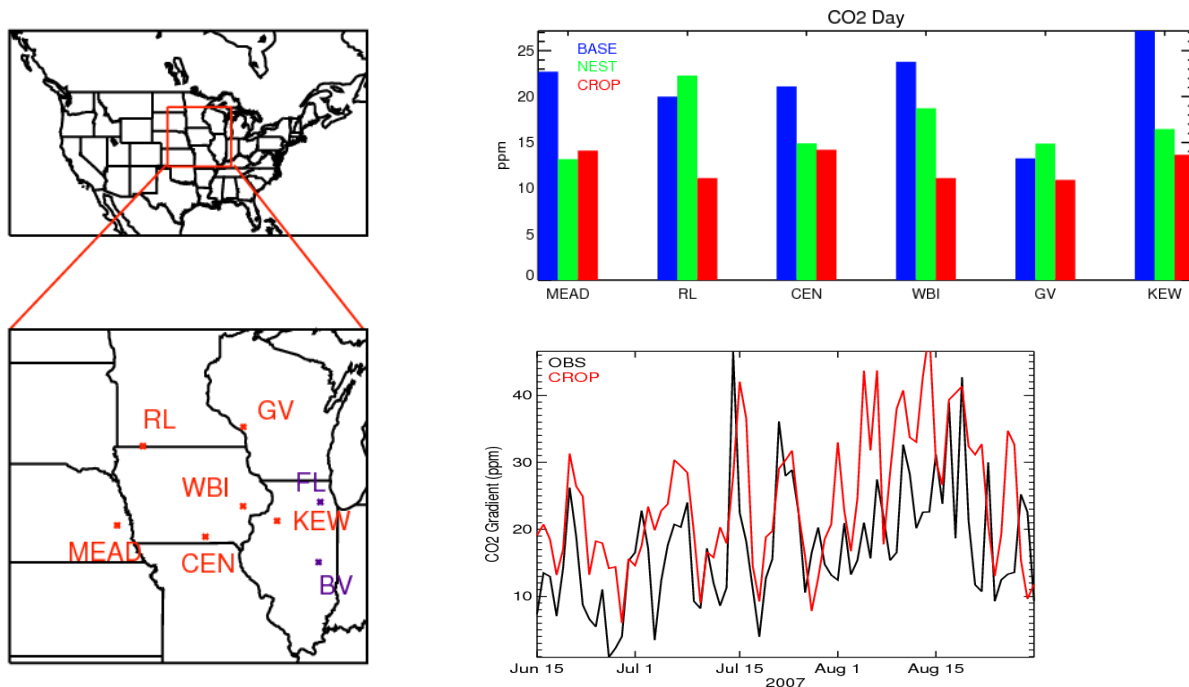 CO2 Day
BASE
NEST
CROP
25
20
15
10
5
0
ppm
MEAD
RL
CEN
WBI
GV
KEW
RL
GV
WBI
FL
KEW
MEAD
CEN
BV
OBS
CROP
40
30
20
10
CO2 Gradient (ppm)
Jun 15
Jul 1
Jul 15
Aug 1
Aug 15
2007